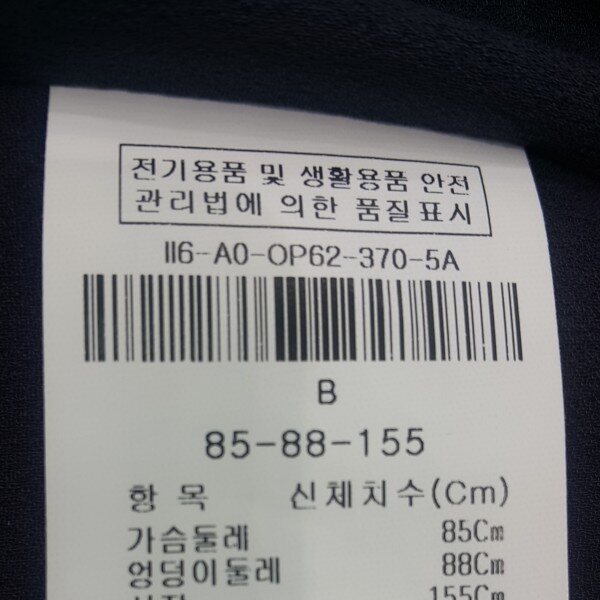 전기용품 및 생활용품 안전
관리법에 의한 품질표시
II6-A0-OP62-370-5A
B
85-88-155
항 목 신체치수(Cm)
가슴둘레 85Cm
엉덩이둘레 88Cm
155Cm